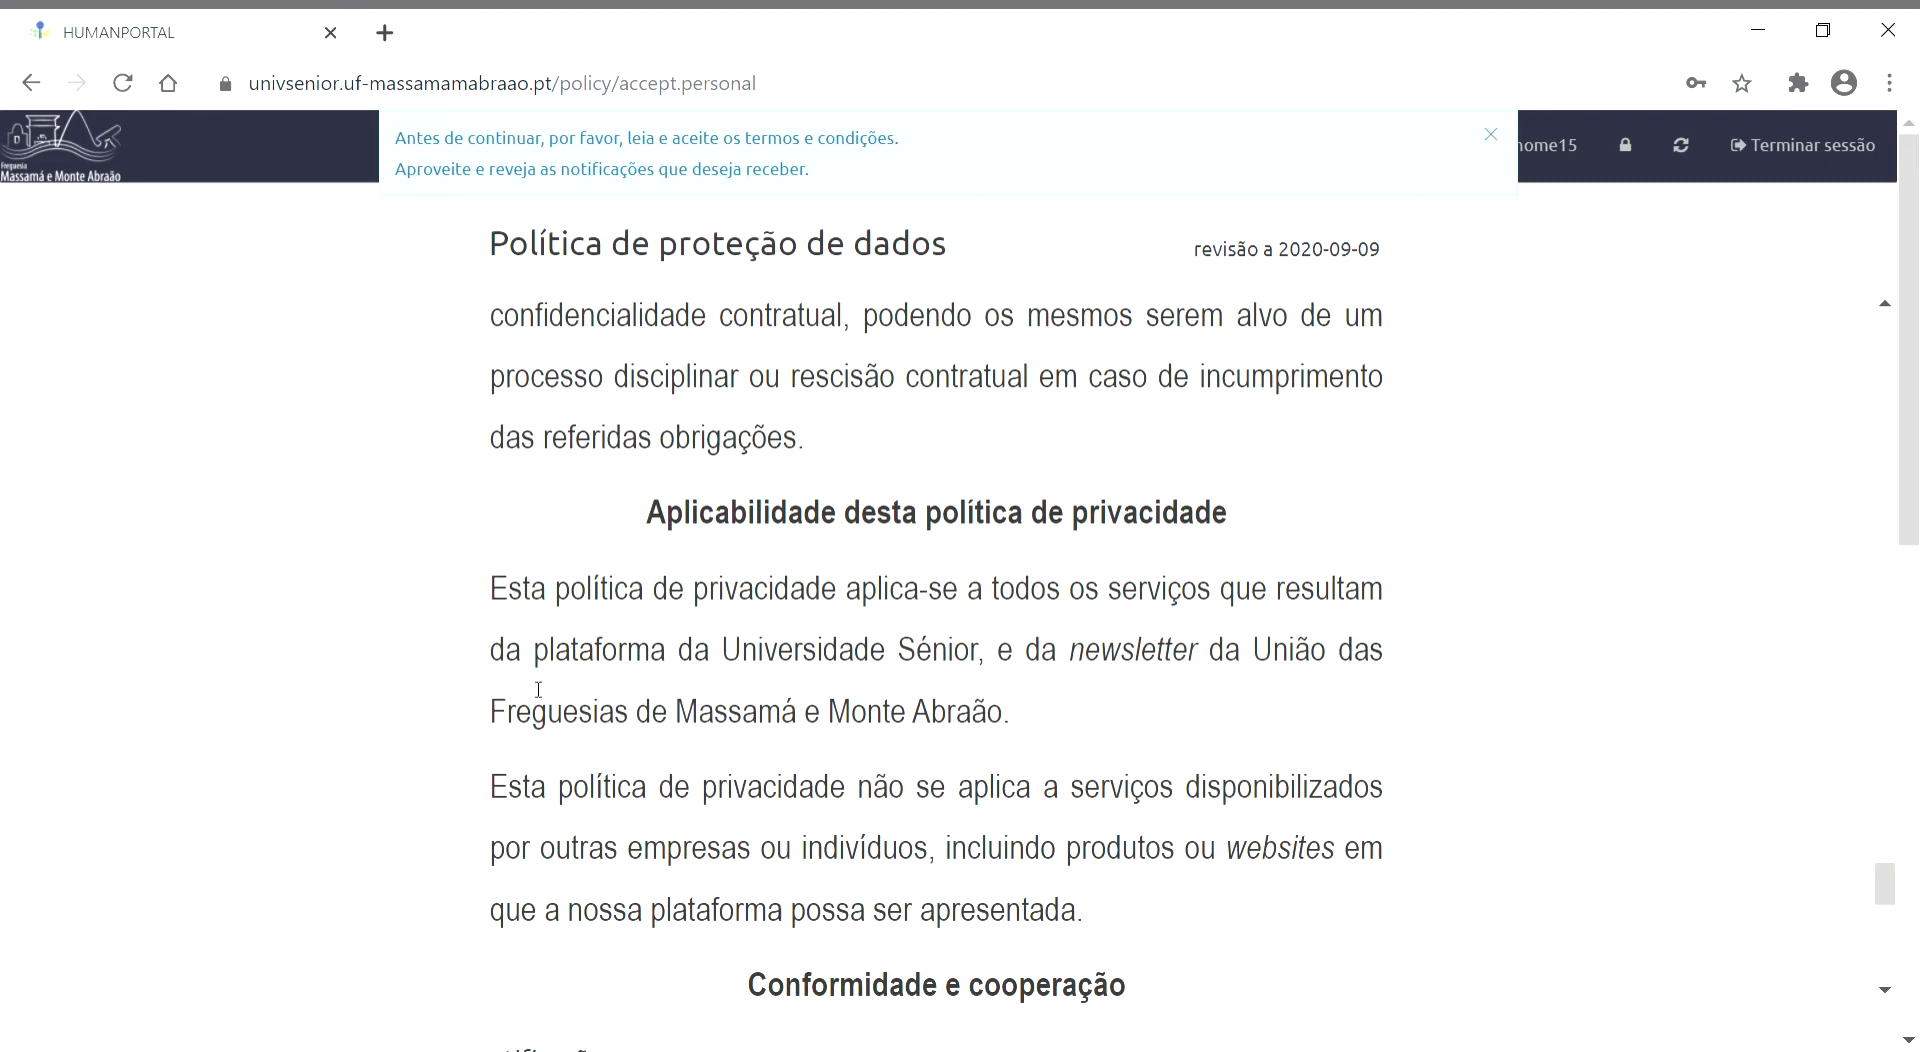 HUMANPORTAL
univsenior.uf-massamamabraao.pt/policy/accept.personal
Freguesia
Massamá e Monte Abraão
Antes de continuar, por favor, leia e aceite os termos e condições.
Aproveite e reveja as notificações que deseja receber.
nome15
Terminar sessão
Política de proteção de dados
revisão a 2020-09-09
confidencialidade contratual, podendo os mesmos serem alvo de um
processo disciplinar ou rescisão contratual em caso de incumprimento
das referidas obrigações.
Aplicabilidade desta política de privacidade
Esta política de privacidade aplica-se a todos os serviços que resultam
da plataforma da Universidade Sénior, e da newsletter da União das
Freguesias de Massamá e Monte Abraão.
Esta política de privacidade não se aplica a serviços disponibilizados
por outras empresas ou indivíduos, incluindo produtos ou websites em
que a nossa plataforma possa ser apresentada.
Conformidade e cooperação